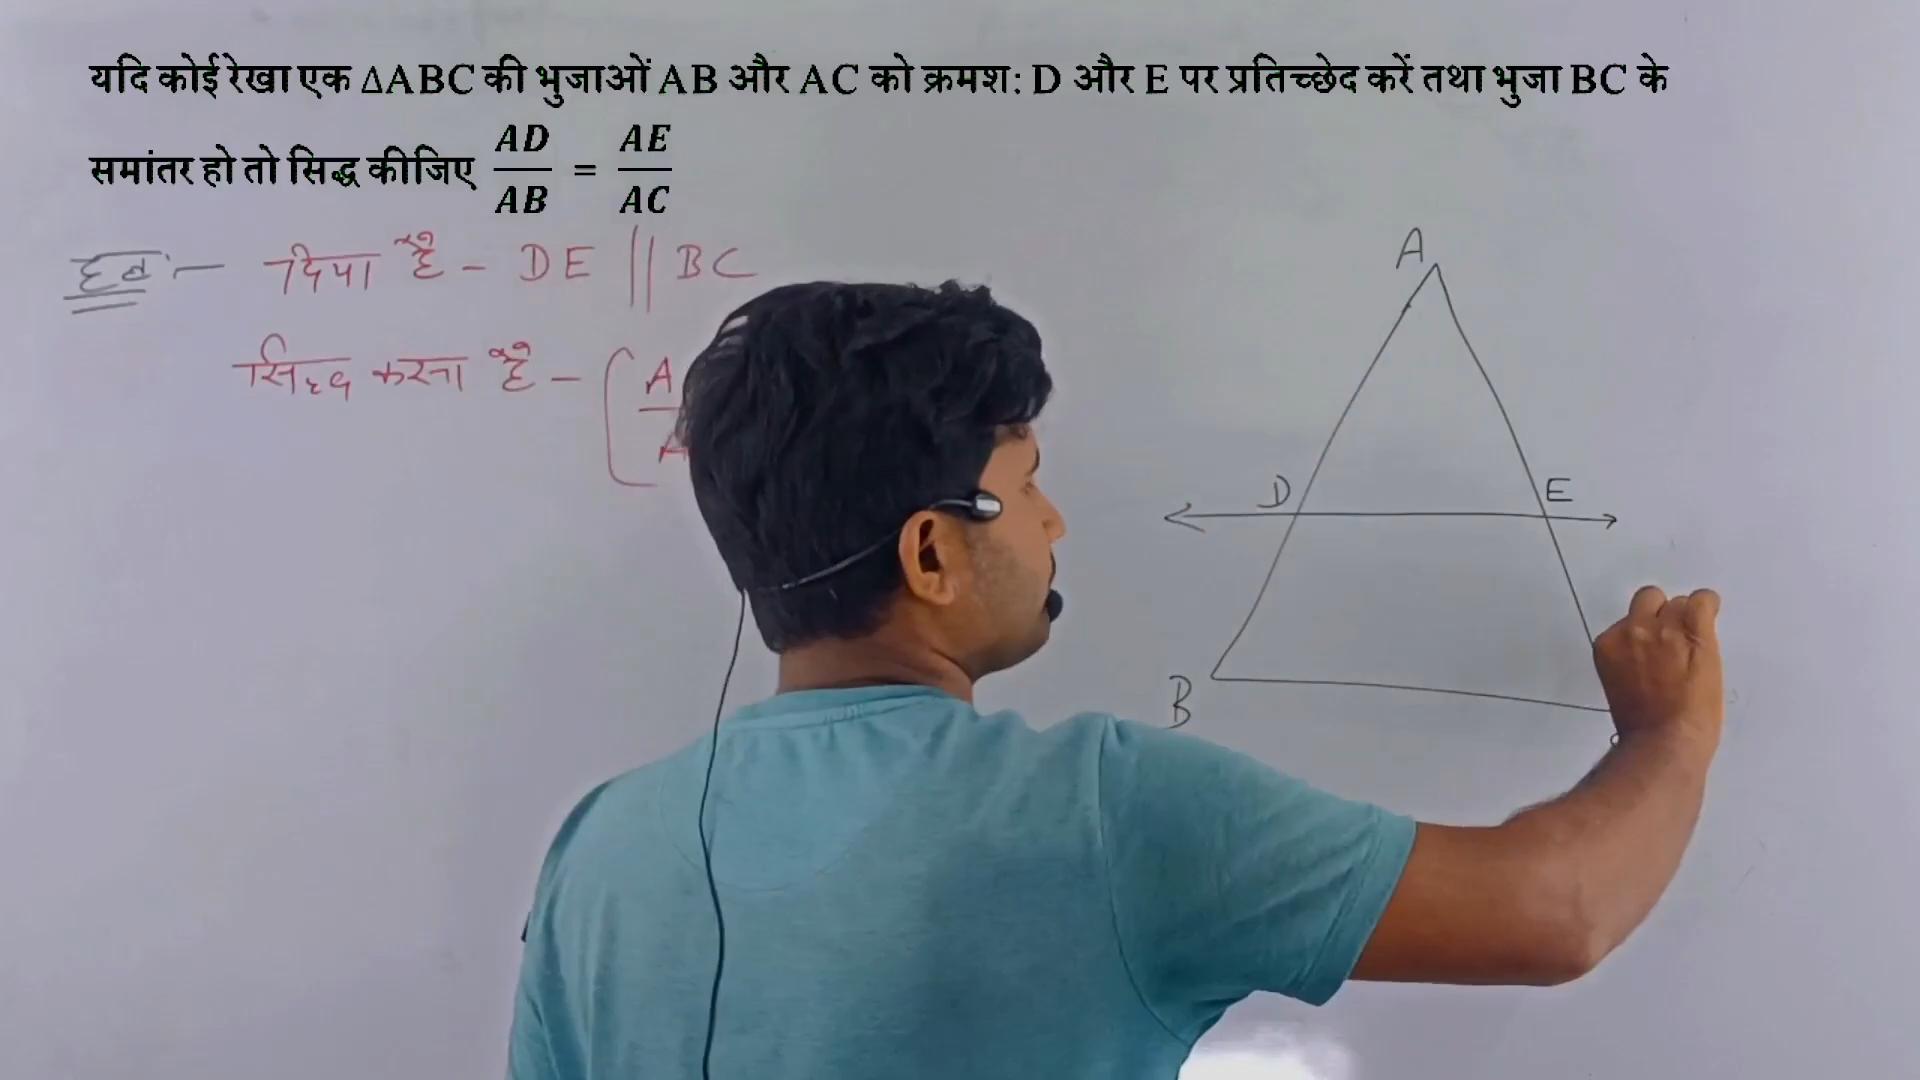 यदि कोई रेखा एक ΔABC की भुजाओं AB और AC को क्रमश: D और E पर प्रतिच्छेद करें तथा भुजा BC के
समांतर हो तो सिद्ध कीजिए AD/AB = AE/AC
हल :- दिया है - DE || BC
सिद्ध करना है - ( A / A
A
D E
B